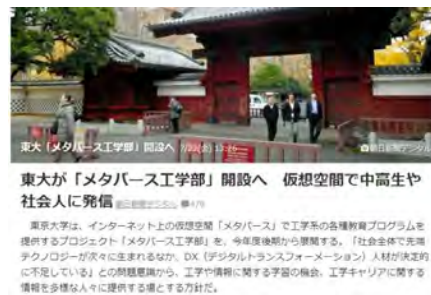 東大「メタバース工学部」開設へ
朝日新聞デジタル
東大が「メタバース工学部」開設へ 仮想空間で中高生や
社会人に発信 朝日新聞デジタル
東京大学は、インターネット上の仮想空間「メタバース」で工学系の各種教育プログラムを
提供するプロジェクト「メタバース工学部」を、今年度後期から展開する。「社会全体で先端
テクノロジーが次々に生まれるなか、DX（デジタルトランスフォーメーション）人材が決定的
に不足している」との問題意識から、工学や情報に関する学習の機会、工学キャリアに関する
情報を多様な人々に提供する場とする方針だ。